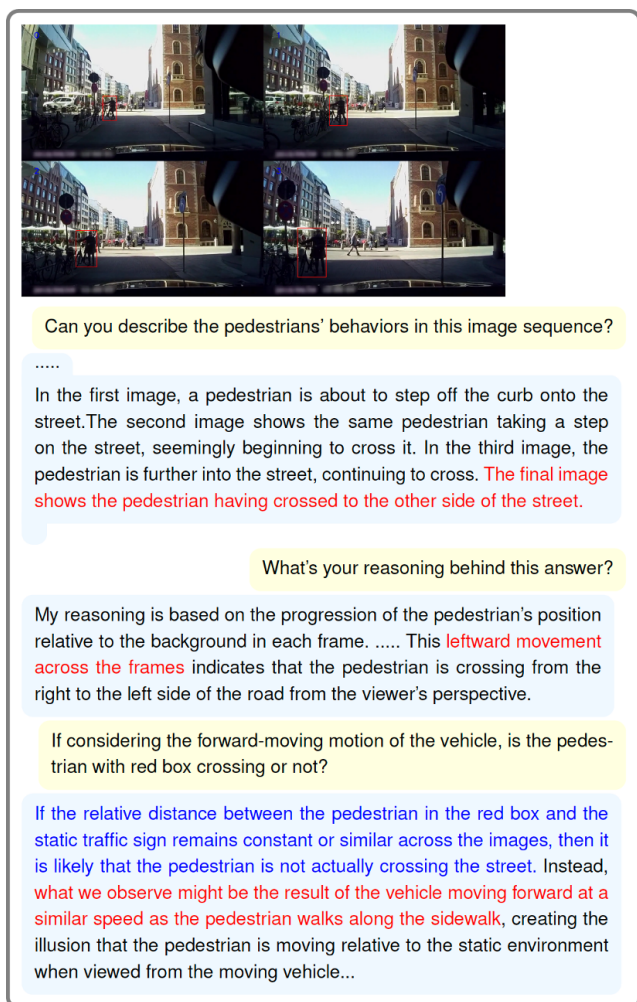 Can you describe the pedestrians' behaviors in this image sequence?
.....
In the first image, a pedestrian is about to step off the curb onto the
street.The second image shows the same pedestrian taking a step
on the street, seemingly beginning to cross it. In the third image, the
pedestrian is further into the street, continuing to cross. The final image
shows the pedestrian having crossed to the other side of the street.
What's your reasoning behind this answer?
My reasoning is based on the progression of the pedestrian's position
relative to the background in each frame. ..... This leftward movement
across the frames indicates that the pedestrian is crossing from the
right to the left side of the road from the viewer's perspective.
If considering the forward-moving motion of the vehicle, is the pedes-
trian with red box crossing or not?
If the relative distance between the pedestrian in the red box and the
static traffic sign remains constant or similar across the images, then it
is likely that the pedestrian is not actually crossing the street. Instead,
what we observe might be the result of the vehicle moving forward at a
similar speed as the pedestrian walks along the sidewalk, creating the
illusion that the pedestrian is moving relative to the static environment
when viewed from the moving vehicle...